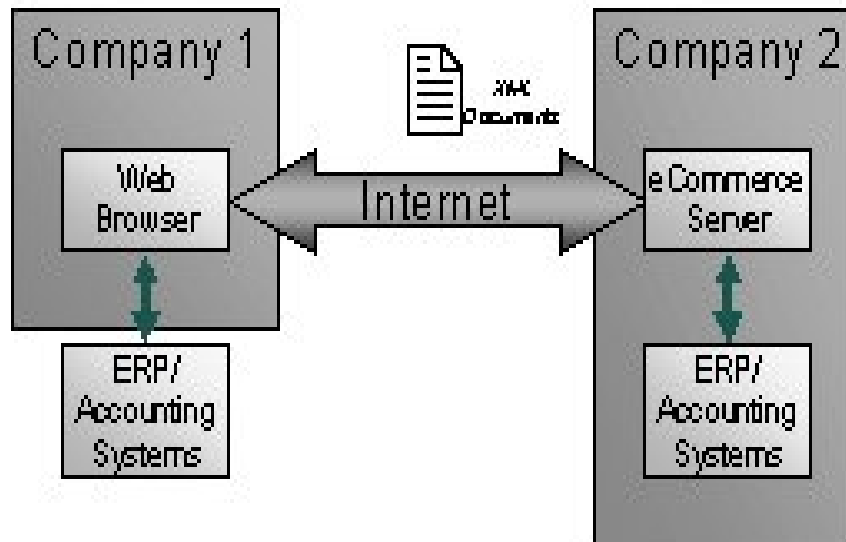 Company 1
Company 2
XML
Documents
Web
Browser
Internet
eCommerce
Server
ERP/
Accounting
Systems
ERP/
Accounting
Systems